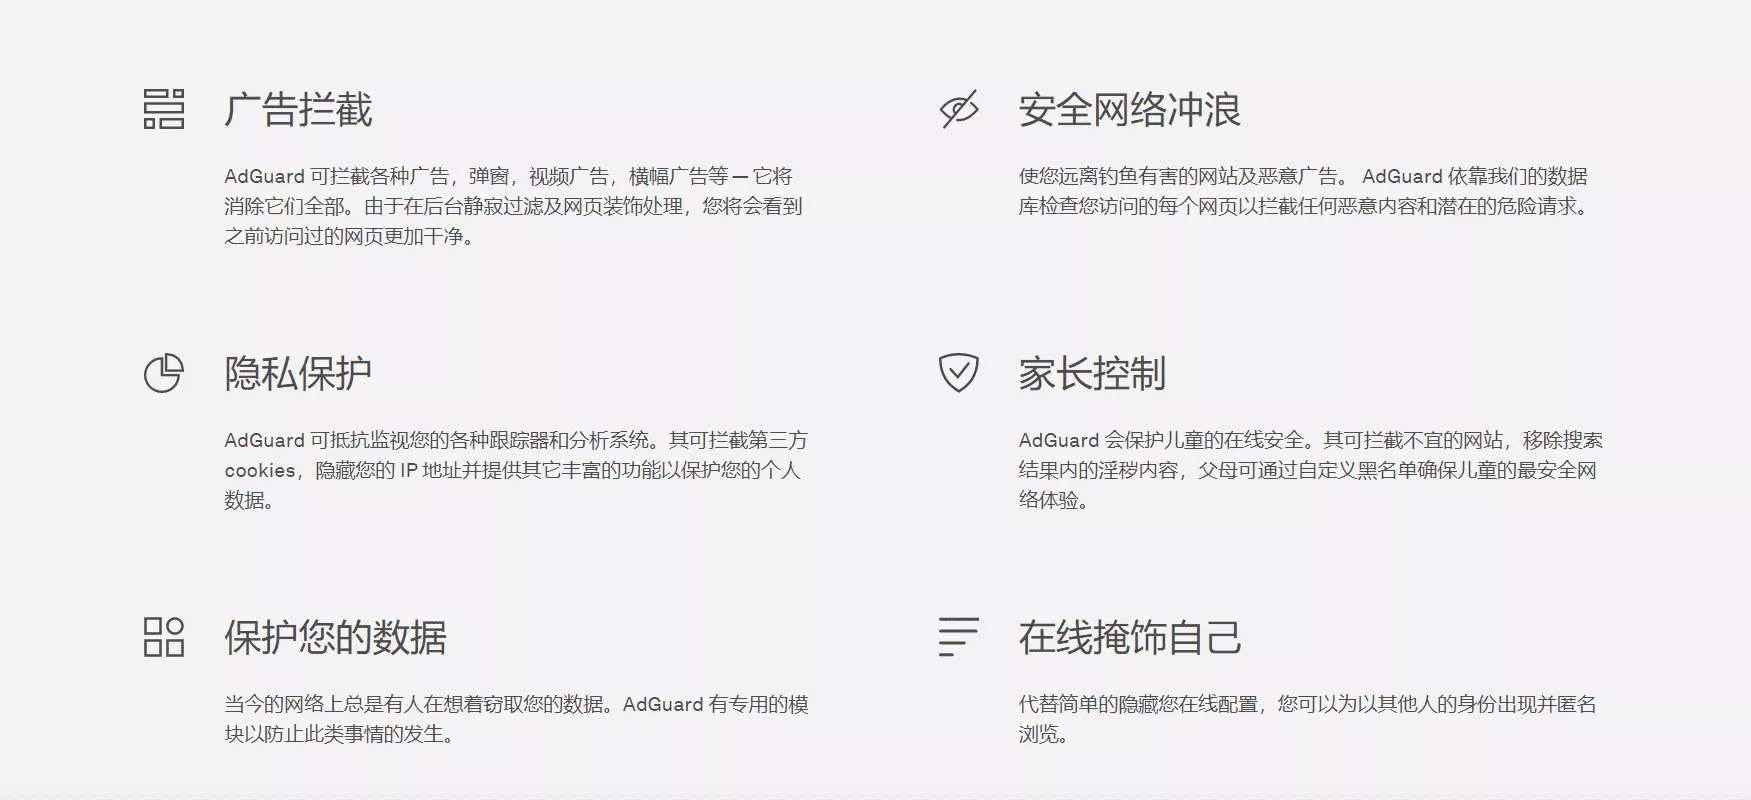 广告拦截
AdGuard 可拦截各种广告，弹窗，视频广告，横幅广告等 — 它将
消除它们全部。由于在后台静寂过滤及网页装饰处理，您将会看到
之前访问过的网页更加干净。
安全网络冲浪
使您远离钓鱼有害的网站及恶意广告。 AdGuard 依靠我们的数据
库检查您访问的每个网页以拦截任何恶意内容和潜在的危险请求。
隐私保护
AdGuard 可抵抗监视您的各种跟踪器和分析系统。其可拦截第三方
cookies，隐藏您的 IP 地址并提供其它丰富的功能以保护您的个人
数据。
家长控制
AdGuard 会保护儿童的在线安全。其可拦截不宜的网站，移除搜索
结果内的淫秽内容，父母可通过自定义黑名单确保儿童的最安全网
络体验。
保护您的数据
当今的网络上总是有人在想着窃取您的数据。AdGuard 有专用的模
块以防止此类事情的发生。
在线掩饰自己
代替简单的隐藏您在线配置，您可以为以其他人的身份出现并匿名
浏览。